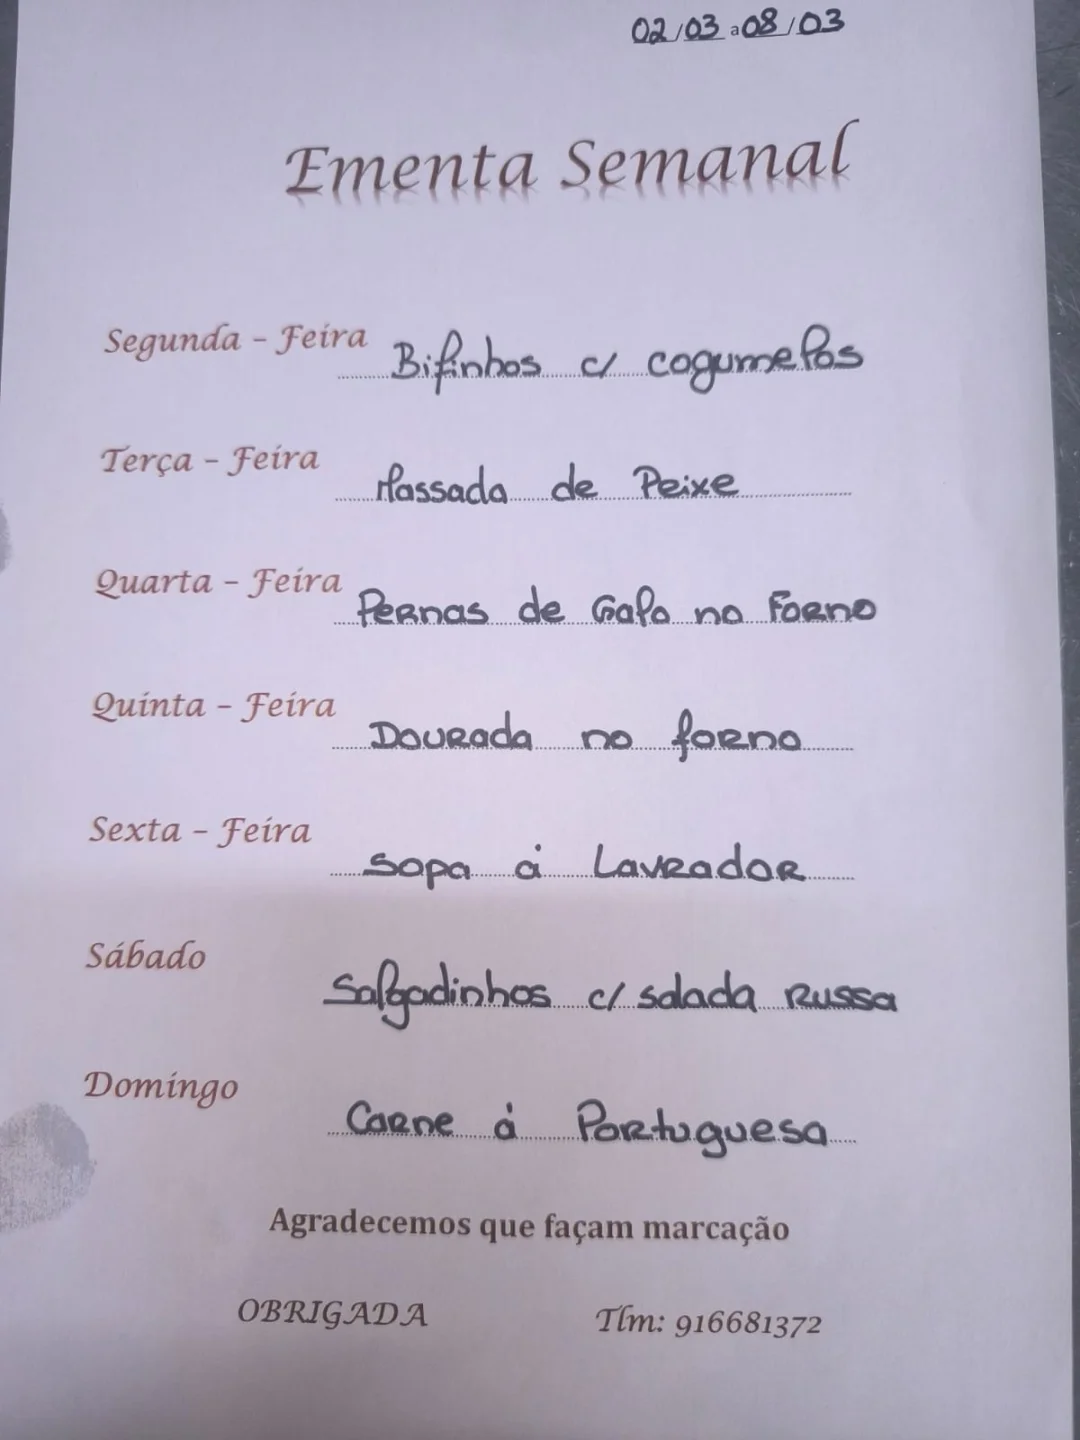 02/03 a 08/03
Ementa Semanal
Segunda - Feira Bifinhos c/ cogumelos
Terça - Feira Massada de Peixe
Quarta - Feira Pernas de Galo no Forno
Quinta - Feira Dourada no forno
Sexta - Feira Sopa á Lavrador
Sábado Salgadinhos c/ salada Russa
Domingo Carne á Portuguesa
Agradecemos que façam marcação
OBRIGADA Tlm: 916681372